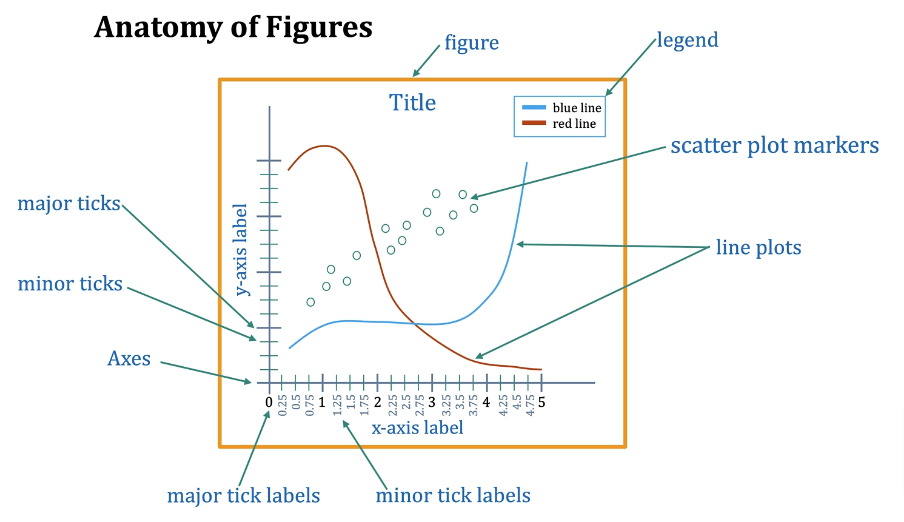 Anatomy of Figures
figure
legend
Title
blue line
red line
scatter plot markers
major ticks
y-axis label
line plots
minor ticks
Axes
0 0.25 0.5 0.75 1 1.25 1.5 1.75 2 2.25 2.5 2.75 3 3.25 3.5 3.75 4 4.25 4.5 4.75 5
x-axis label
major tick labels
minor tick labels